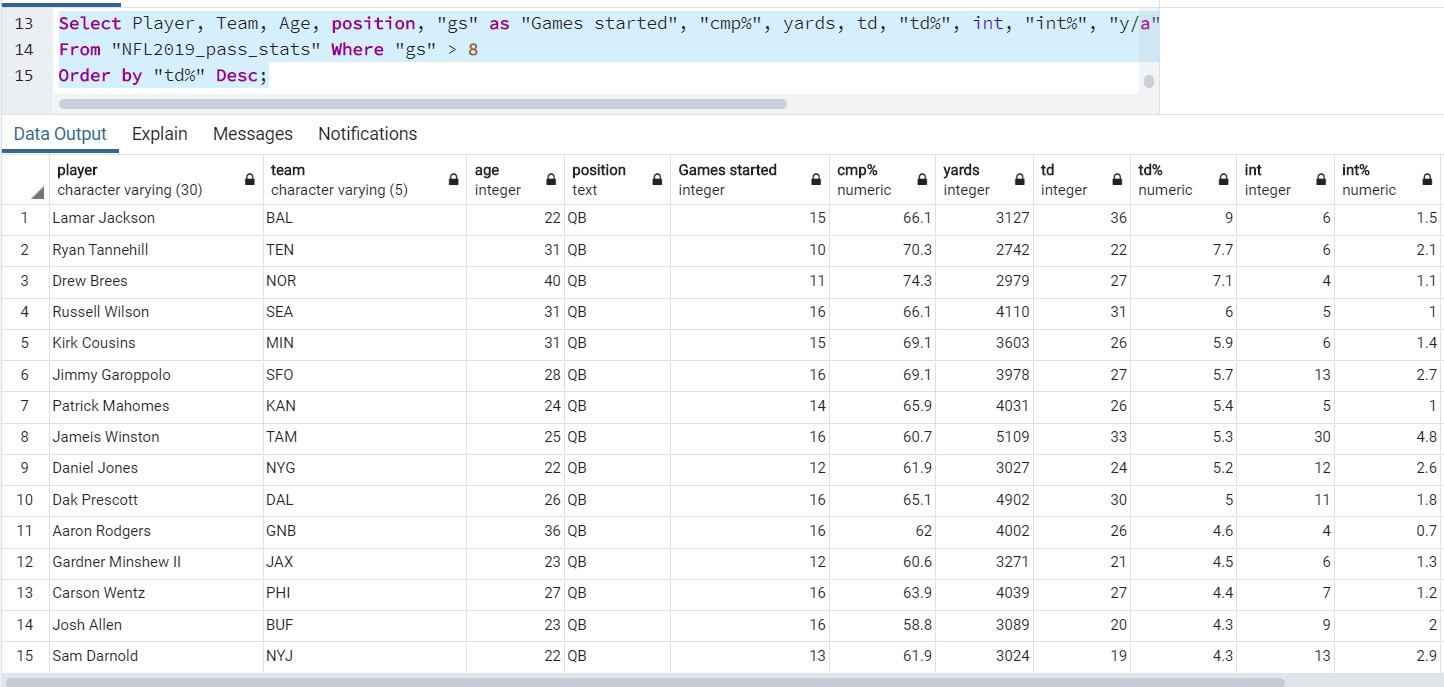 13 Select Player, Team, Age, position, "gs" as "Games started", "cmp%", yards, td, "td%", int, "int%", "y/a"
14 From "NFL2019_pass_stats" Where "gs" > 8
15 Order by "td%" Desc;
Data Output Explain Messages Notifications
player team age position Games started cmp% yards td td% int int%
character varying (30) character varying (5) integer text integer numeric integer integer numeric integer numeric
1 Lamar Jackson BAL 22 QB 15 66.1 3127 36 9 6 1.5
2 Ryan Tannehill TEN 31 QB 10 70.3 2742 22 7.7 6 2.1
3 Drew Brees NOR 40 QB 11 74.3 2979 27 7.1 4 1.1
4 Russell Wilson SEA 31 QB 16 66.1 4110 31 6 5 1
5 Kirk Cousins MIN 31 QB 15 69.1 3603 26 5.9 6 1.4
6 Jimmy Garoppolo SFO 28 QB 16 69.1 3978 27 5.7 13 2.7
7 Patrick Mahomes KAN 24 QB 14 65.9 4031 26 5.4 5 1
8 Jameis Winston TAM 25 QB 16 60.7 5109 33 5.3 30 4.8
9 Daniel Jones NYG 22 QB 12 61.9 3027 24 5.2 12 2.6
10 Dak Prescott DAL 26 QB 16 65.1 4902 30 5 11 1.8
11 Aaron Rodgers GNB 36 QB 16 62 4002 26 4.6 4 0.7
12 Gardner Minshew II JAX 23 QB 12 60.6 3271 21 4.5 6 1.3
13 Carson Wentz PHI 27 QB 16 63.9 4039 27 4.4 7 1.2
14 Josh Allen BUF 23 QB 16 58.8 3089 20 4.3 9 2
15 Sam Darnold NYJ 22 QB 13 61.9 3024 19 4.3 13 2.9